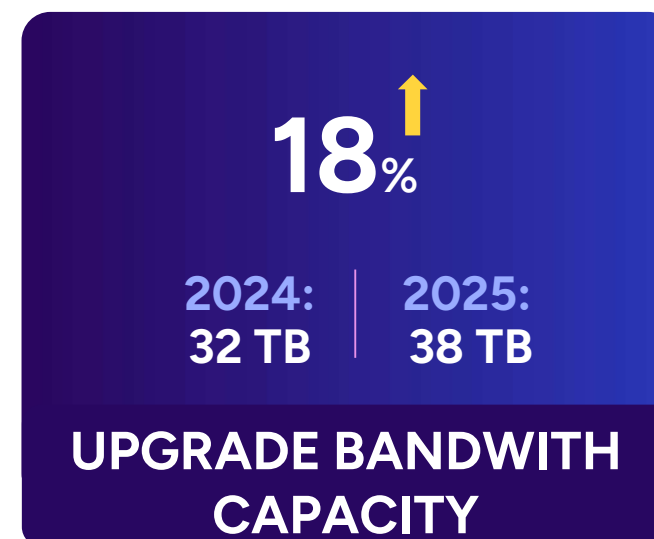 18%
2024: 2025:
32 TB 38 TB
UPGRADE BANDWITH
CAPACITY